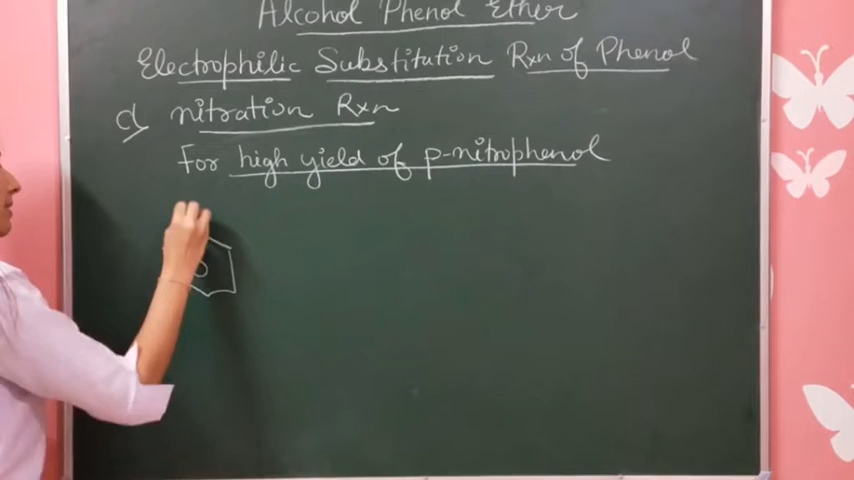 Alcohol Phenol Ether
Electrophilic Substitution Rxn of Phenol
c) nitration Rxn
For high yield of p-nitrophenol